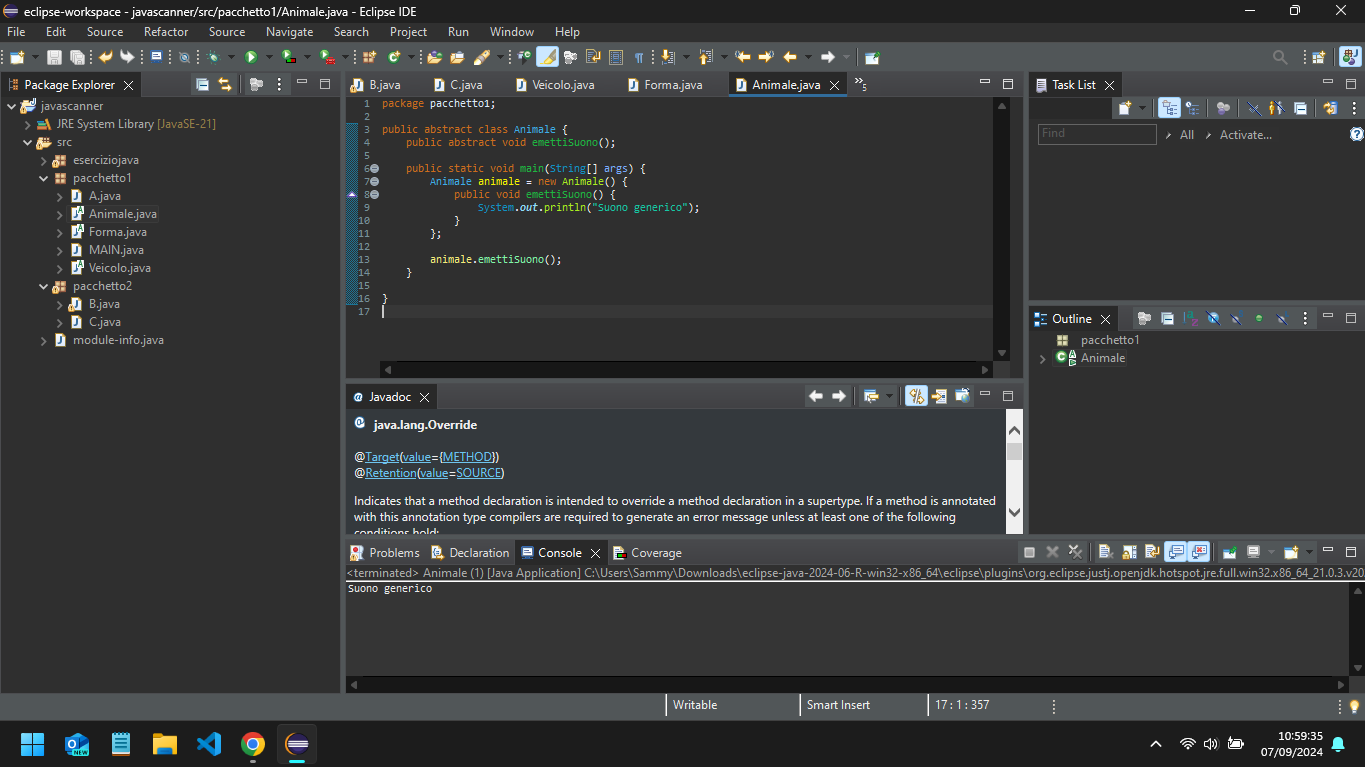 eclipse-workspace - javascanner/src/pacchetto1/Animale.java - Eclipse IDE
File Edit Source Refactor Source Navigate Search Project Run Window Help
Package Explorer
javascanner
JRE System Library [JavaSE-21]
src
eserciziojava
pacchetto1
A.java
Animale.java
Forma.java
MAIN.java
Veicolo.java
pacchetto2
B.java
C.java
module-info.java
B.java C.java Veicolo.java Forma.java Animale.java »5
1 package pacchetto1;
2
3 public abstract class Animale {
4 public abstract void emettiSuono();
5
6 public static void main(String[] args) {
7 Animale animale = new Animale() {
8 public void emettiSuono() {
9 System.out.println("Suono generico");
10 }
11 };
12
13 animale.emettiSuono();
14 }
15
16 }
17
Task List
Find All Activate...
Outline
pacchetto1
Animale
Javadoc
java.lang.Override
@Target(value={METHOD})
@Retention(value=SOURCE)
Indicates that a method declaration is intended to override a method declaration in a supertype. If a method is annotated
with this annotation type compilers are required to generate an error message unless at least one of the following
conditions hold:
Problems Declaration Console Coverage
<terminated> Animale (1) [Java Application] C:\Users\Sammy\Downloads\eclipse-java-2024-06-R-win32-x86_64\eclipse\plugins\org.eclipse.justj.openjdk.hotspot.jre.full.win32.x86_64_21.0.3.v20
Suono generico
Writable Smart Insert 17 : 1 : 357
NEW
10:59:35
07/09/2024